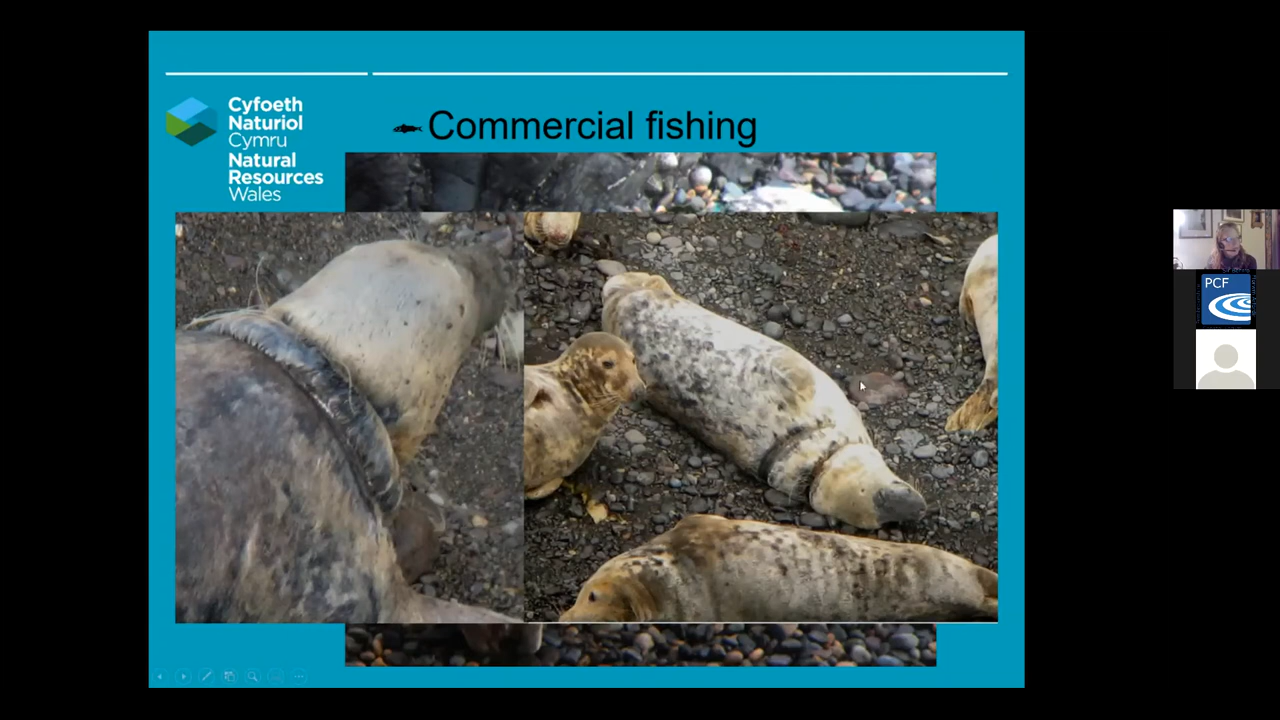 Cyfoeth
Naturiol
Cymru
Natural
Resources
Wales
Commercial fishing
PCF